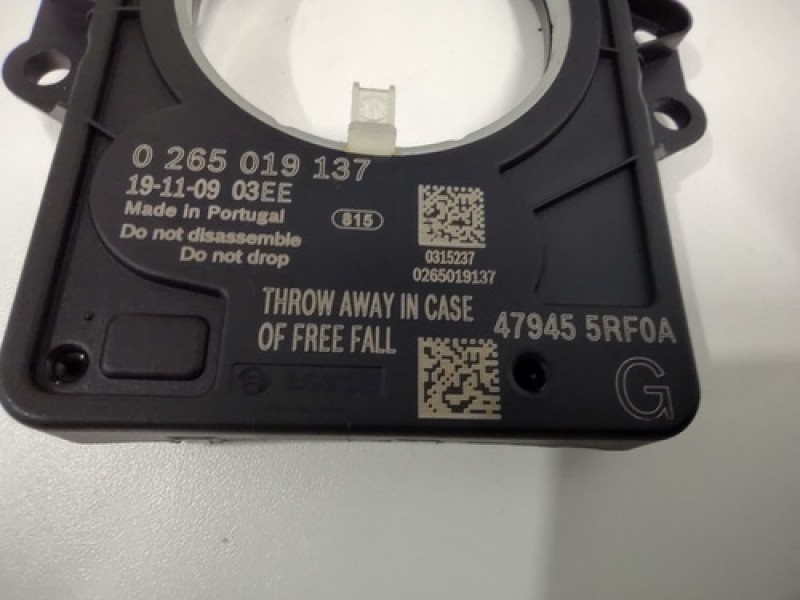 0 265 019 137
19-11-09 03EE
Made in Portugal
815
Do not disassemble
Do not drop
0315237
0265019137
THROW AWAY IN CASE
OF FREE FALL
47945 5RF0A
G